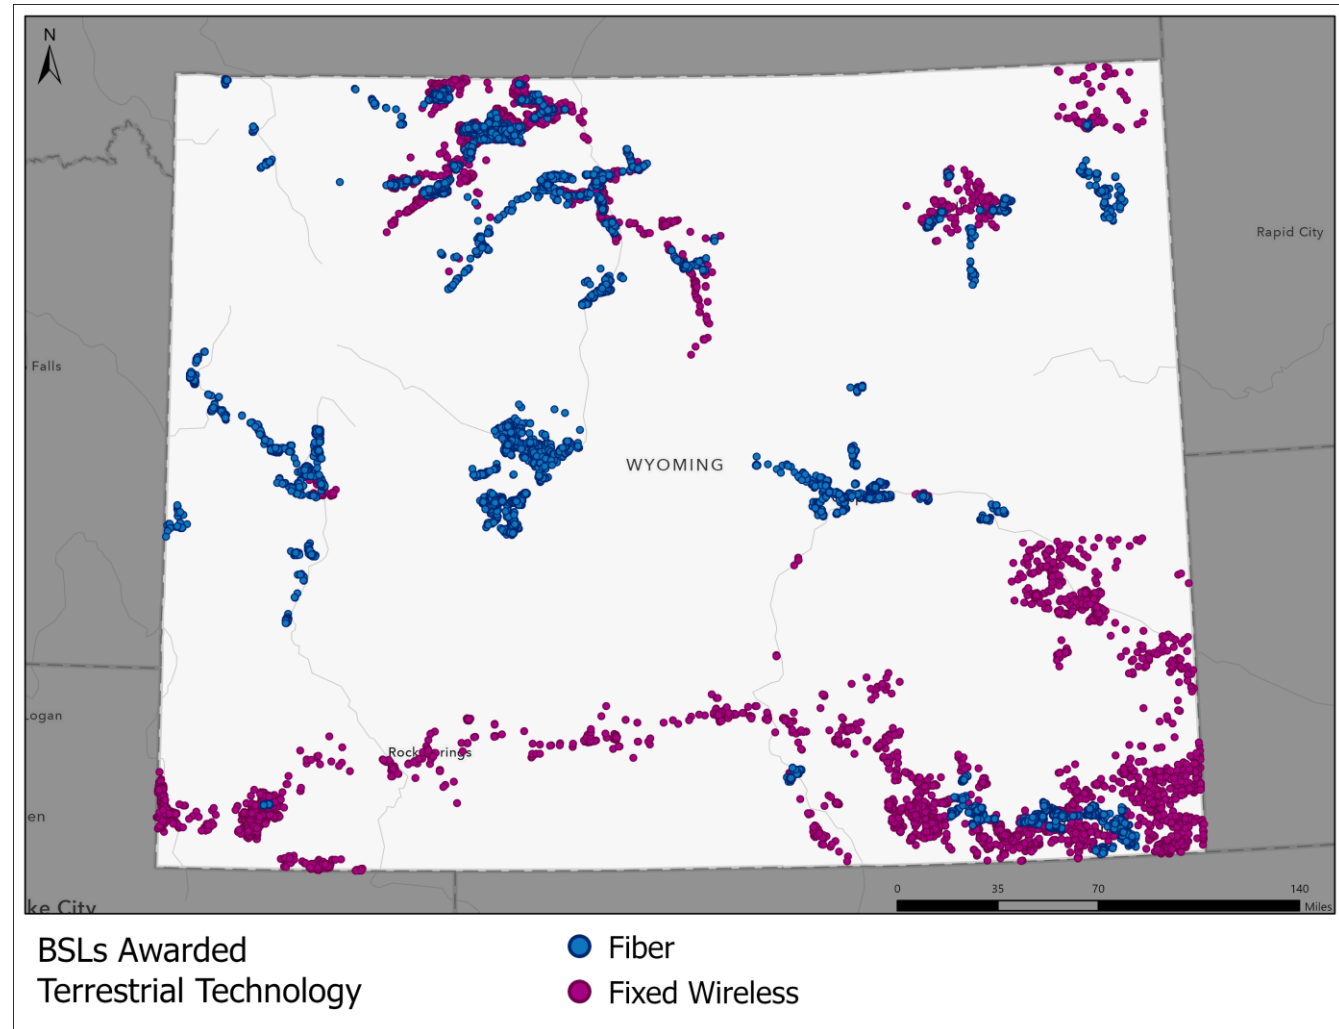 N
Rapid City
Falls
WYOMING
Logan
Rock Springs
en
ke City
0 35 70 140
Miles
BSLs Awarded
Terrestrial Technology
Fiber
Fixed Wireless